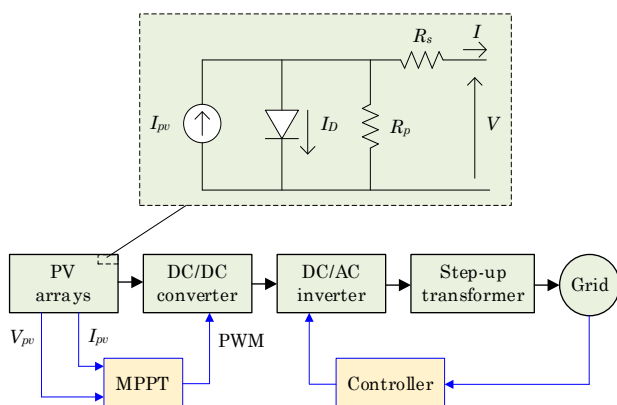 R_s
I
I_pv
I_D
R_p
V
PV
arrays
DC/DC
converter
DC/AC
inverter
Step-up
transformer
Grid
V_pv
I_pv
PWM
MPPT
Controller